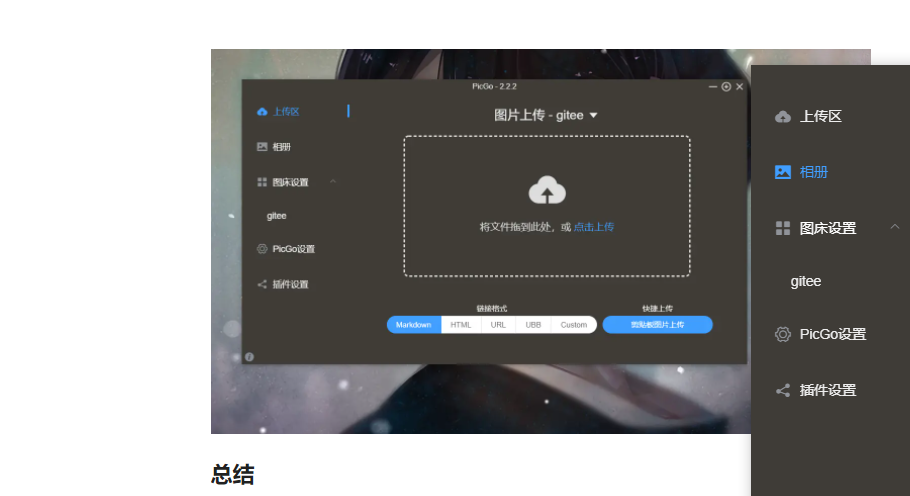 PicGo - 2.2.2
上传区
相册
图床设置
gitee
PicGo设置
插件设置
图片上传 - gitee
将文件拖到此处，或 点击上传
链接格式
Markdown HTML URL UBB Custom
快捷上传
剪贴板图片上传
上传区
相册
图床设置
gitee
PicGo设置
插件设置
总结